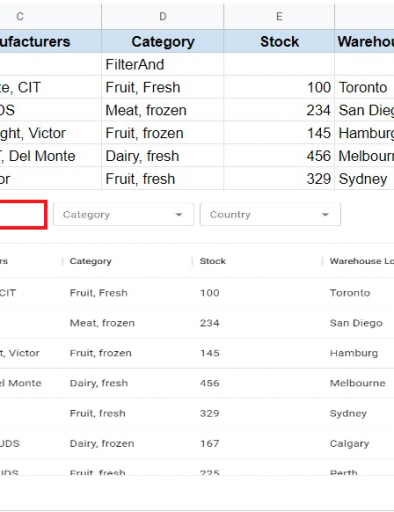 C D E
ufacturers Category Stock Warehou
FilterAnd
te, CIT Fruit, Fresh 100 Toronto
DS Meat, frozen 234 San Dieg
ght, Victor Fruit, frozen 145 Hamburg
, Del Monte Dairy, fresh 456 Melbourn
or Fruit, fresh 329 Sydney
Category Country
rs Category Stock Warehouse Lo
CIT Fruit, Fresh 100 Toronto
Meat, frozen 234 San Diego
t, Victor Fruit, frozen 145 Hamburg
el Monte Dairy, fresh 456 Melbourne
Fruit, fresh 329 Sydney
UDS Dairy, frozen 167 Calgary
UDS Fruit, fresh 225 Perth